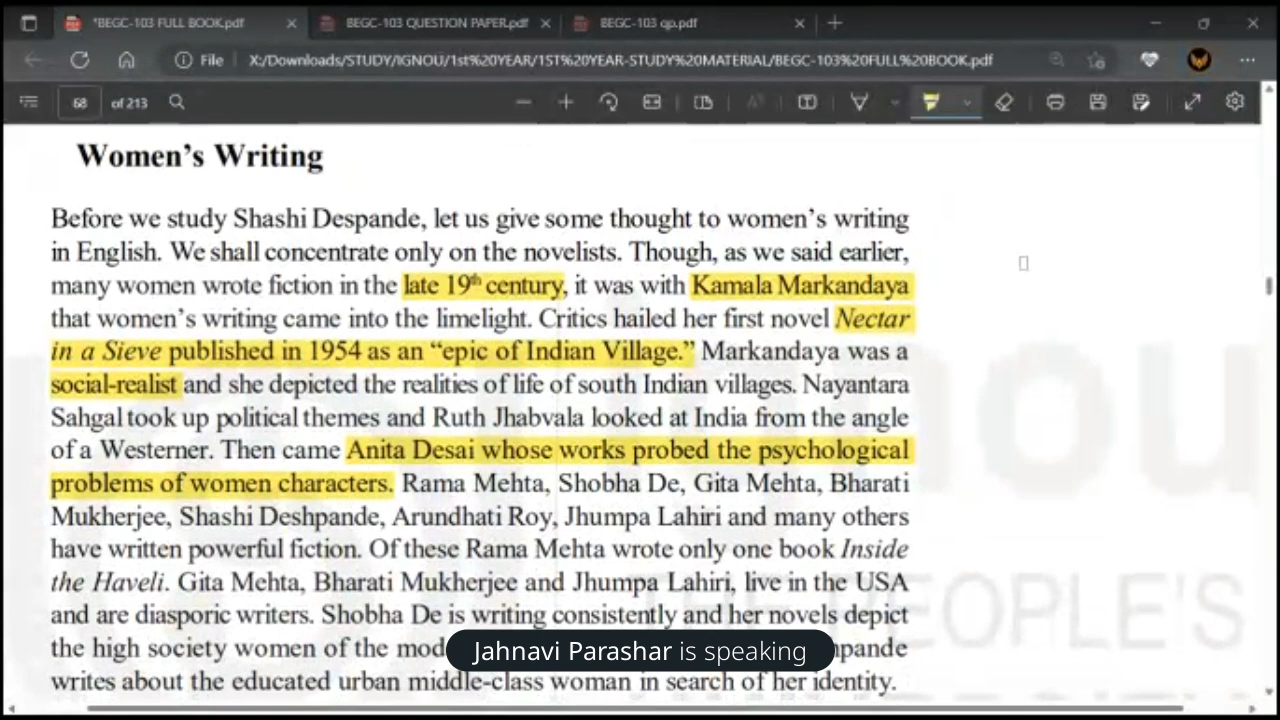 *BEGC-103 FULL BOOK.pdf
BEGC-103 QUESTION PAPER.pdf
BEGC-103 qp.pdf
File
X:/Downloads/STUDY/IGNOU/1st%20YEAR/1ST%20YEAR-STUDY%20MATERIAL/BEGC-103%20FULL%20BOOK.pdf
68 of 213
Women's Writing
Before we study Shashi Despande, let us give some thought to women's writing
in English. We shall concentrate only on the novelists. Though, as we said earlier,
many women wrote fiction in the late 19th century, it was with Kamala Markandaya
that women's writing came into the limelight. Critics hailed her first novel Nectar
in a Sieve published in 1954 as an “epic of Indian Village.” Markandaya was a
social-realist and she depicted the realities of life of south Indian villages. Nayantara
Sahgal took up political themes and Ruth Jhabvala looked at India from the angle
of a Westerner. Then came Anita Desai whose works probed the psychological
problems of women characters. Rama Mehta, Shobha De, Gita Mehta, Bharati
Mukherjee, Shashi Deshpande, Arundhati Roy, Jhumpa Lahiri and many others
have written powerful fiction. Of these Rama Mehta wrote only one book Inside
the Haveli. Gita Mehta, Bharati Mukherjee and Jhumpa Lahiri, live in the USA
and are diasporic writers. Shobha De is writing consistently and her novels depict
the high society women of the
writes about the educated urban middle-class woman in search of her identity.
Jahnavi Parashar is speaking
PEOPLE'S